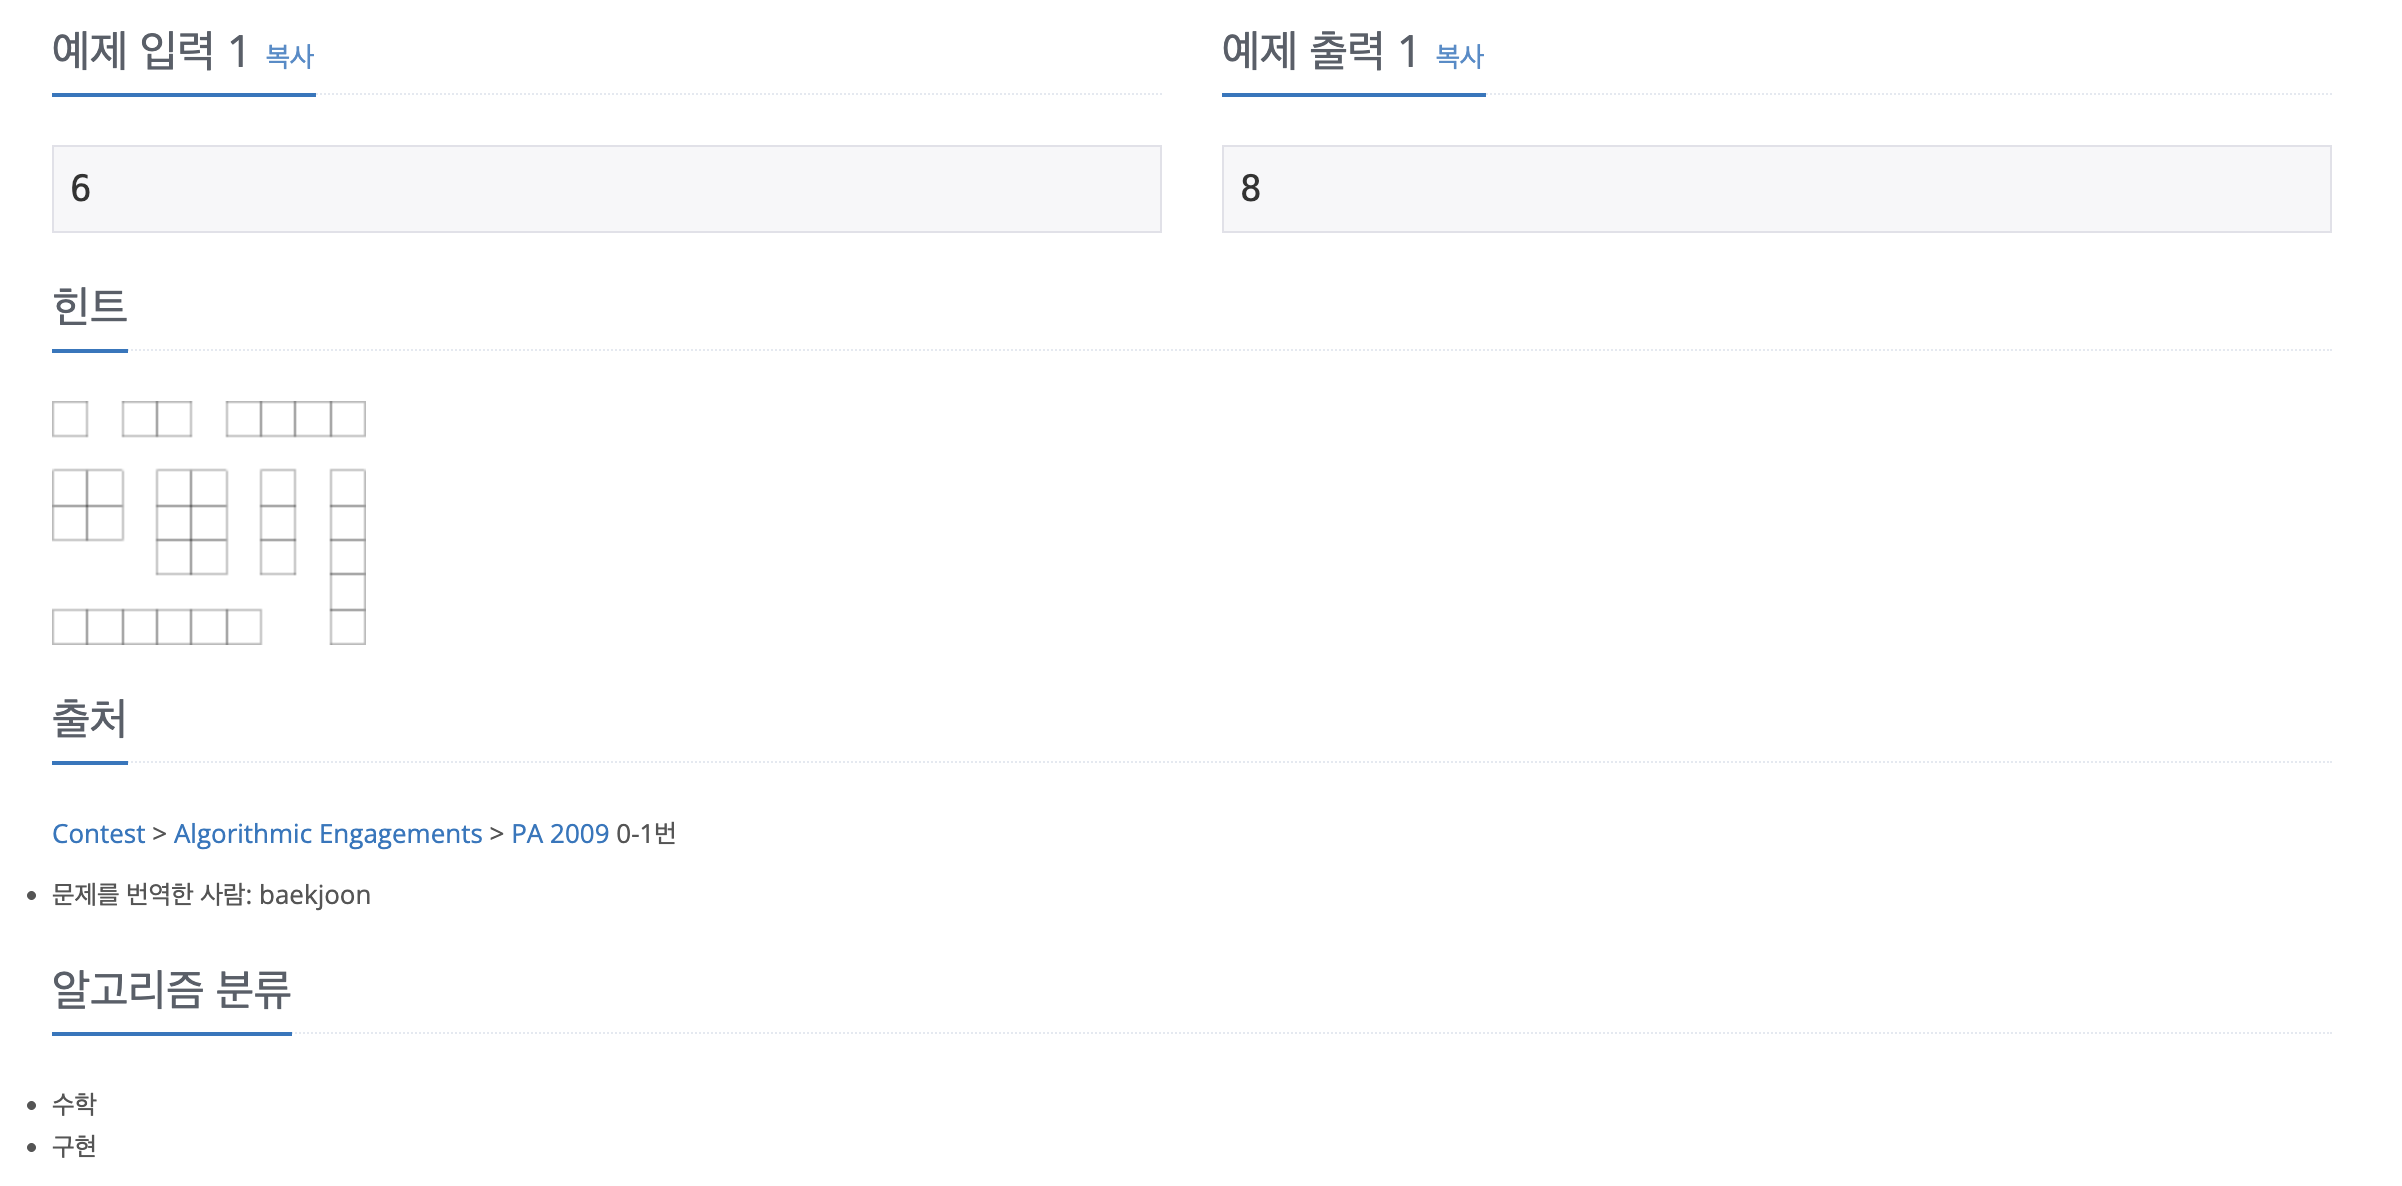 예제 입력 1 복사
예제 출력 1 복사
6
8
힌트
출처
Contest > Algorithmic Engagements > PA 2009 0-1번
문제를 번역한 사람: baekjoon
알고리즘 분류
수학
구현